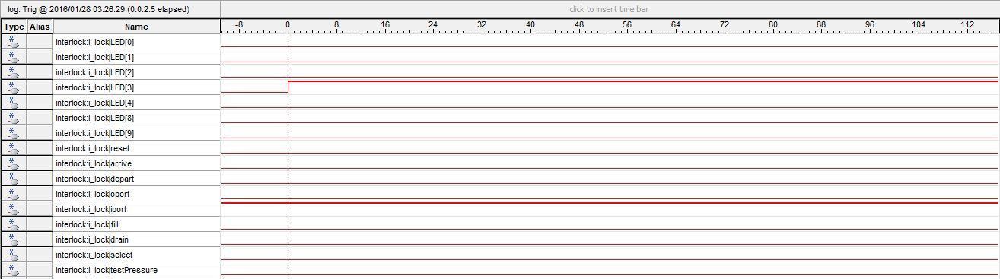 log: Trig @ 2016/01/28 03:26:29 (0:0:2.5 elapsed) click to insert time bar
Type Alias Name -8 0 8 16 24 32 40 48 56 64 72 80 88 96 104 112
interlock:i_lock|LED[0]
interlock:i_lock|LED[1]
interlock:i_lock|LED[2]
interlock:i_lock|LED[3]
interlock:i_lock|LED[4]
interlock:i_lock|LED[8]
interlock:i_lock|LED[9]
interlock:i_lock|reset
interlock:i_lock|arrive
interlock:i_lock|depart
interlock:i_lock|oport
interlock:i_lock|iport
interlock:i_lock|fill
interlock:i_lock|drain
interlock:i_lock|select
interlock:i_lock|testPressure